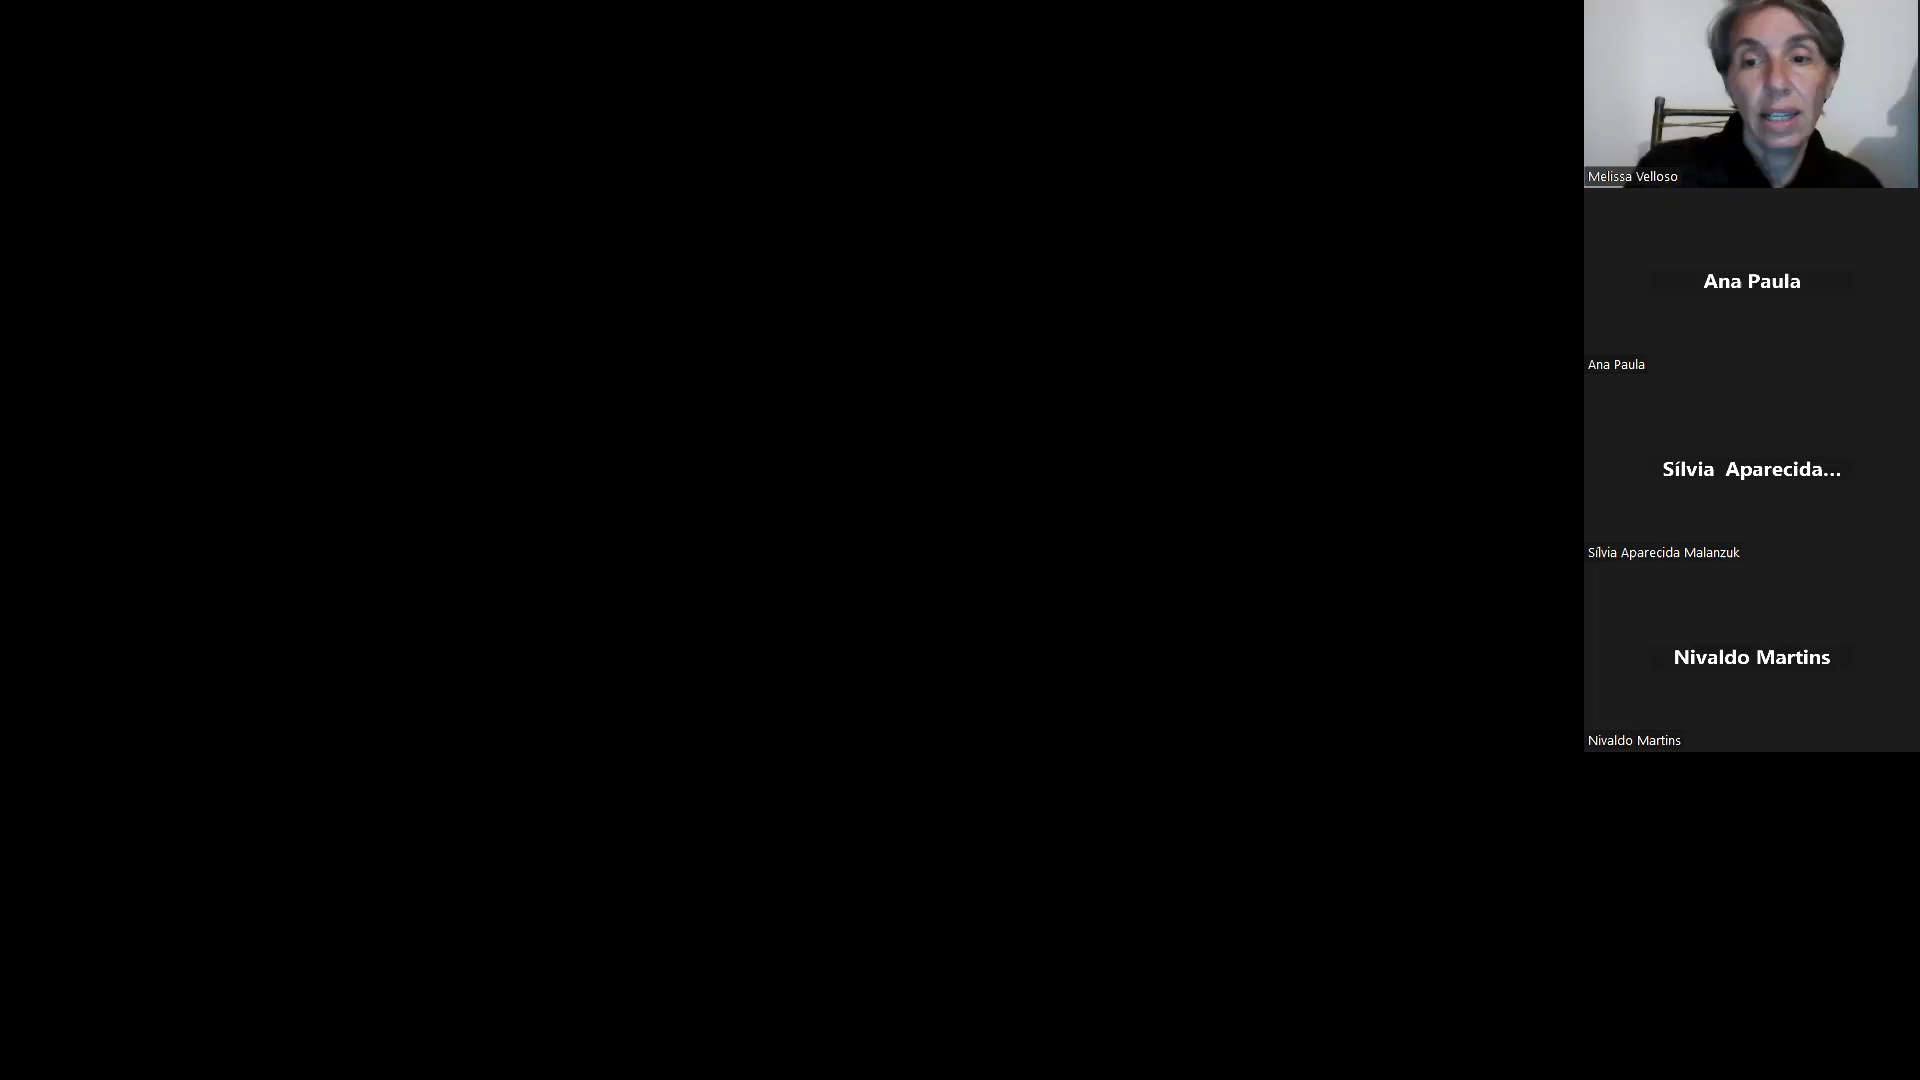 Melissa Velloso
Ana Paula
Ana Paula
Sílvia  Aparecida...
Sílvia Aparecida Malanzuk
Nivaldo Martins
Nivaldo Martins